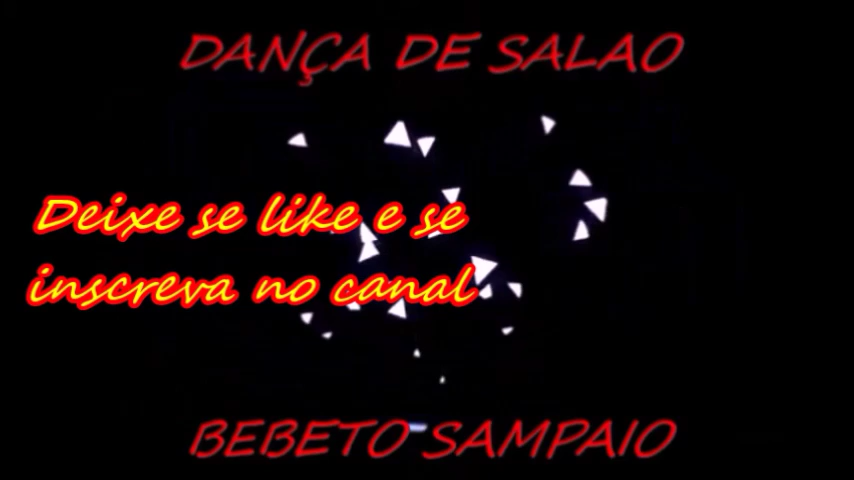 DANÇA DE SALAO
Deixe se like e se
inscreva no canal
BEBETO SAMPAIO